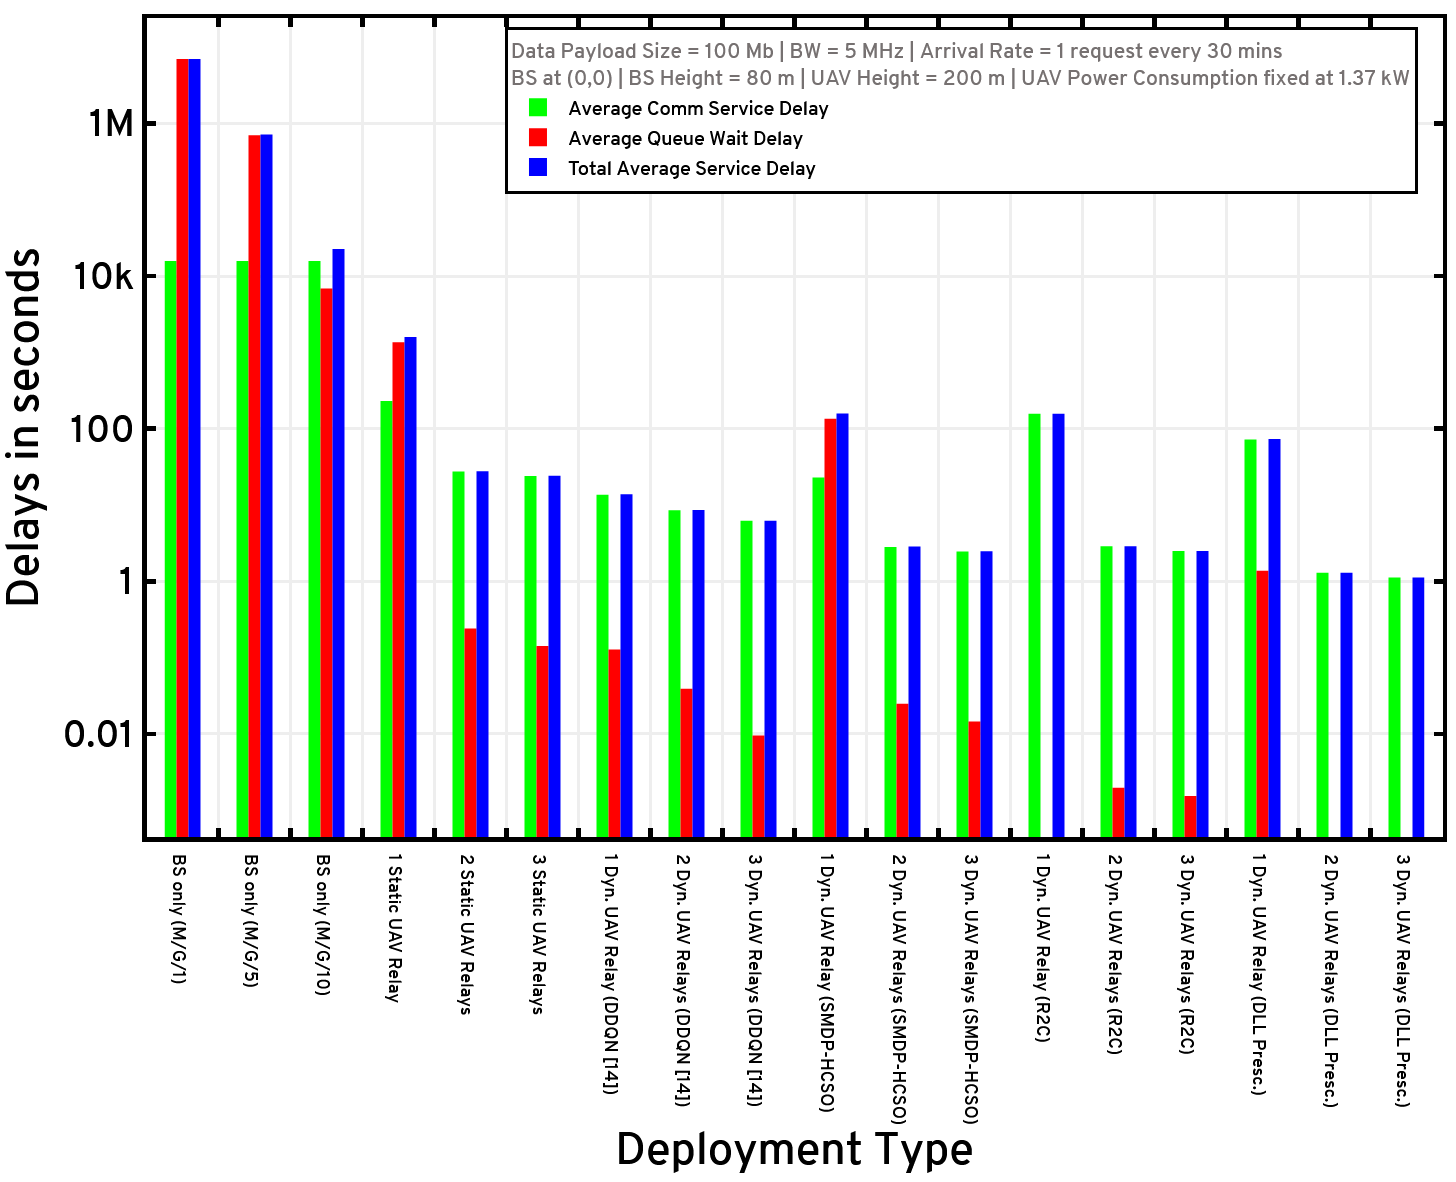 Data Payload Size = 100 Mb | BW = 5 MHz | Arrival Rate = 1 request every 30 mins
BS at (0,0) | BS Height = 80 m | UAV Height = 200 m | UAV Power Consumption fixed at 1.37 kW
Average Comm Service Delay
Average Queue Wait Delay
Total Average Service Delay
Delays in seconds
1M
10k
100
1
0.01
BS only (M/G/1)
BS only (M/G/5)
BS only (M/G/10)
1 Static UAV Relay
2 Static UAV Relays
3 Static UAV Relays
1 Dyn. UAV Relay (DDQN [14])
2 Dyn. UAV Relays (DDQN [14])
3 Dyn. UAV Relays (DDQN [14])
1 Dyn. UAV Relay (SMDP-HCSO)
2 Dyn. UAV Relays (SMDP-HCSO)
3 Dyn. UAV Relays (SMDP-HCSO)
1 Dyn. UAV Relay (R2C)
2 Dyn. UAV Relays (R2C)
3 Dyn. UAV Relays (R2C)
1 Dyn. UAV Relay (DLL Presc.)
2 Dyn. UAV Relays (DLL Presc.)
3 Dyn. UAV Relays (DLL Presc.)
Deployment Type